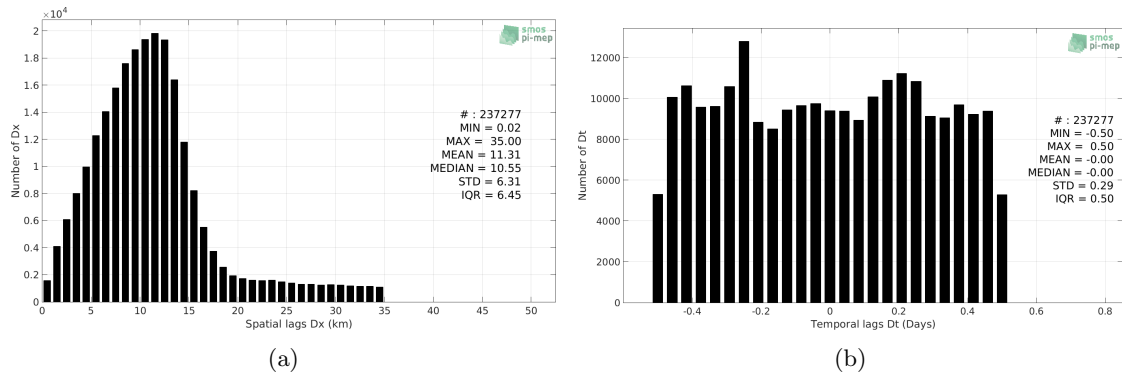 ×10⁴
2
1.8
1.6
1.4
1.2
1
0.8
0.6
0.4
0.2
0
Number of Dx
smos
pi-mep
# : 237277
MIN = 0.02
MAX = 35.00
MEAN = 11.31
MEDIAN = 10.55
STD = 6.31
IQR = 6.45
0 5 10 15 20 25 30 35 40 45 50
Spatial lags Dx (km)
(a)
12000
10000
8000
6000
4000
2000
0
Number of Dt
smos
pi-mep
# : 237277
MIN = -0.50
MAX = 0.50
MEAN = -0.00
MEDIAN = -0.00
STD = 0.29
IQR = 0.50
-0.4 -0.2 0 0.2 0.4 0.6 0.8
Temporal lags Dt (Days)
(b)